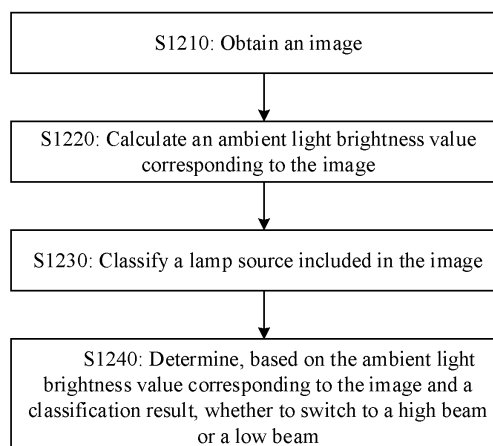 S1210: Obtain an image
S1220: Calculate an ambient light brightness value
corresponding to the image
S1230: Classify a lamp source included in the image
S1240: Determine, based on the ambient light
brightness value corresponding to the image and a
classification result, whether to switch to a high beam
or a low beam